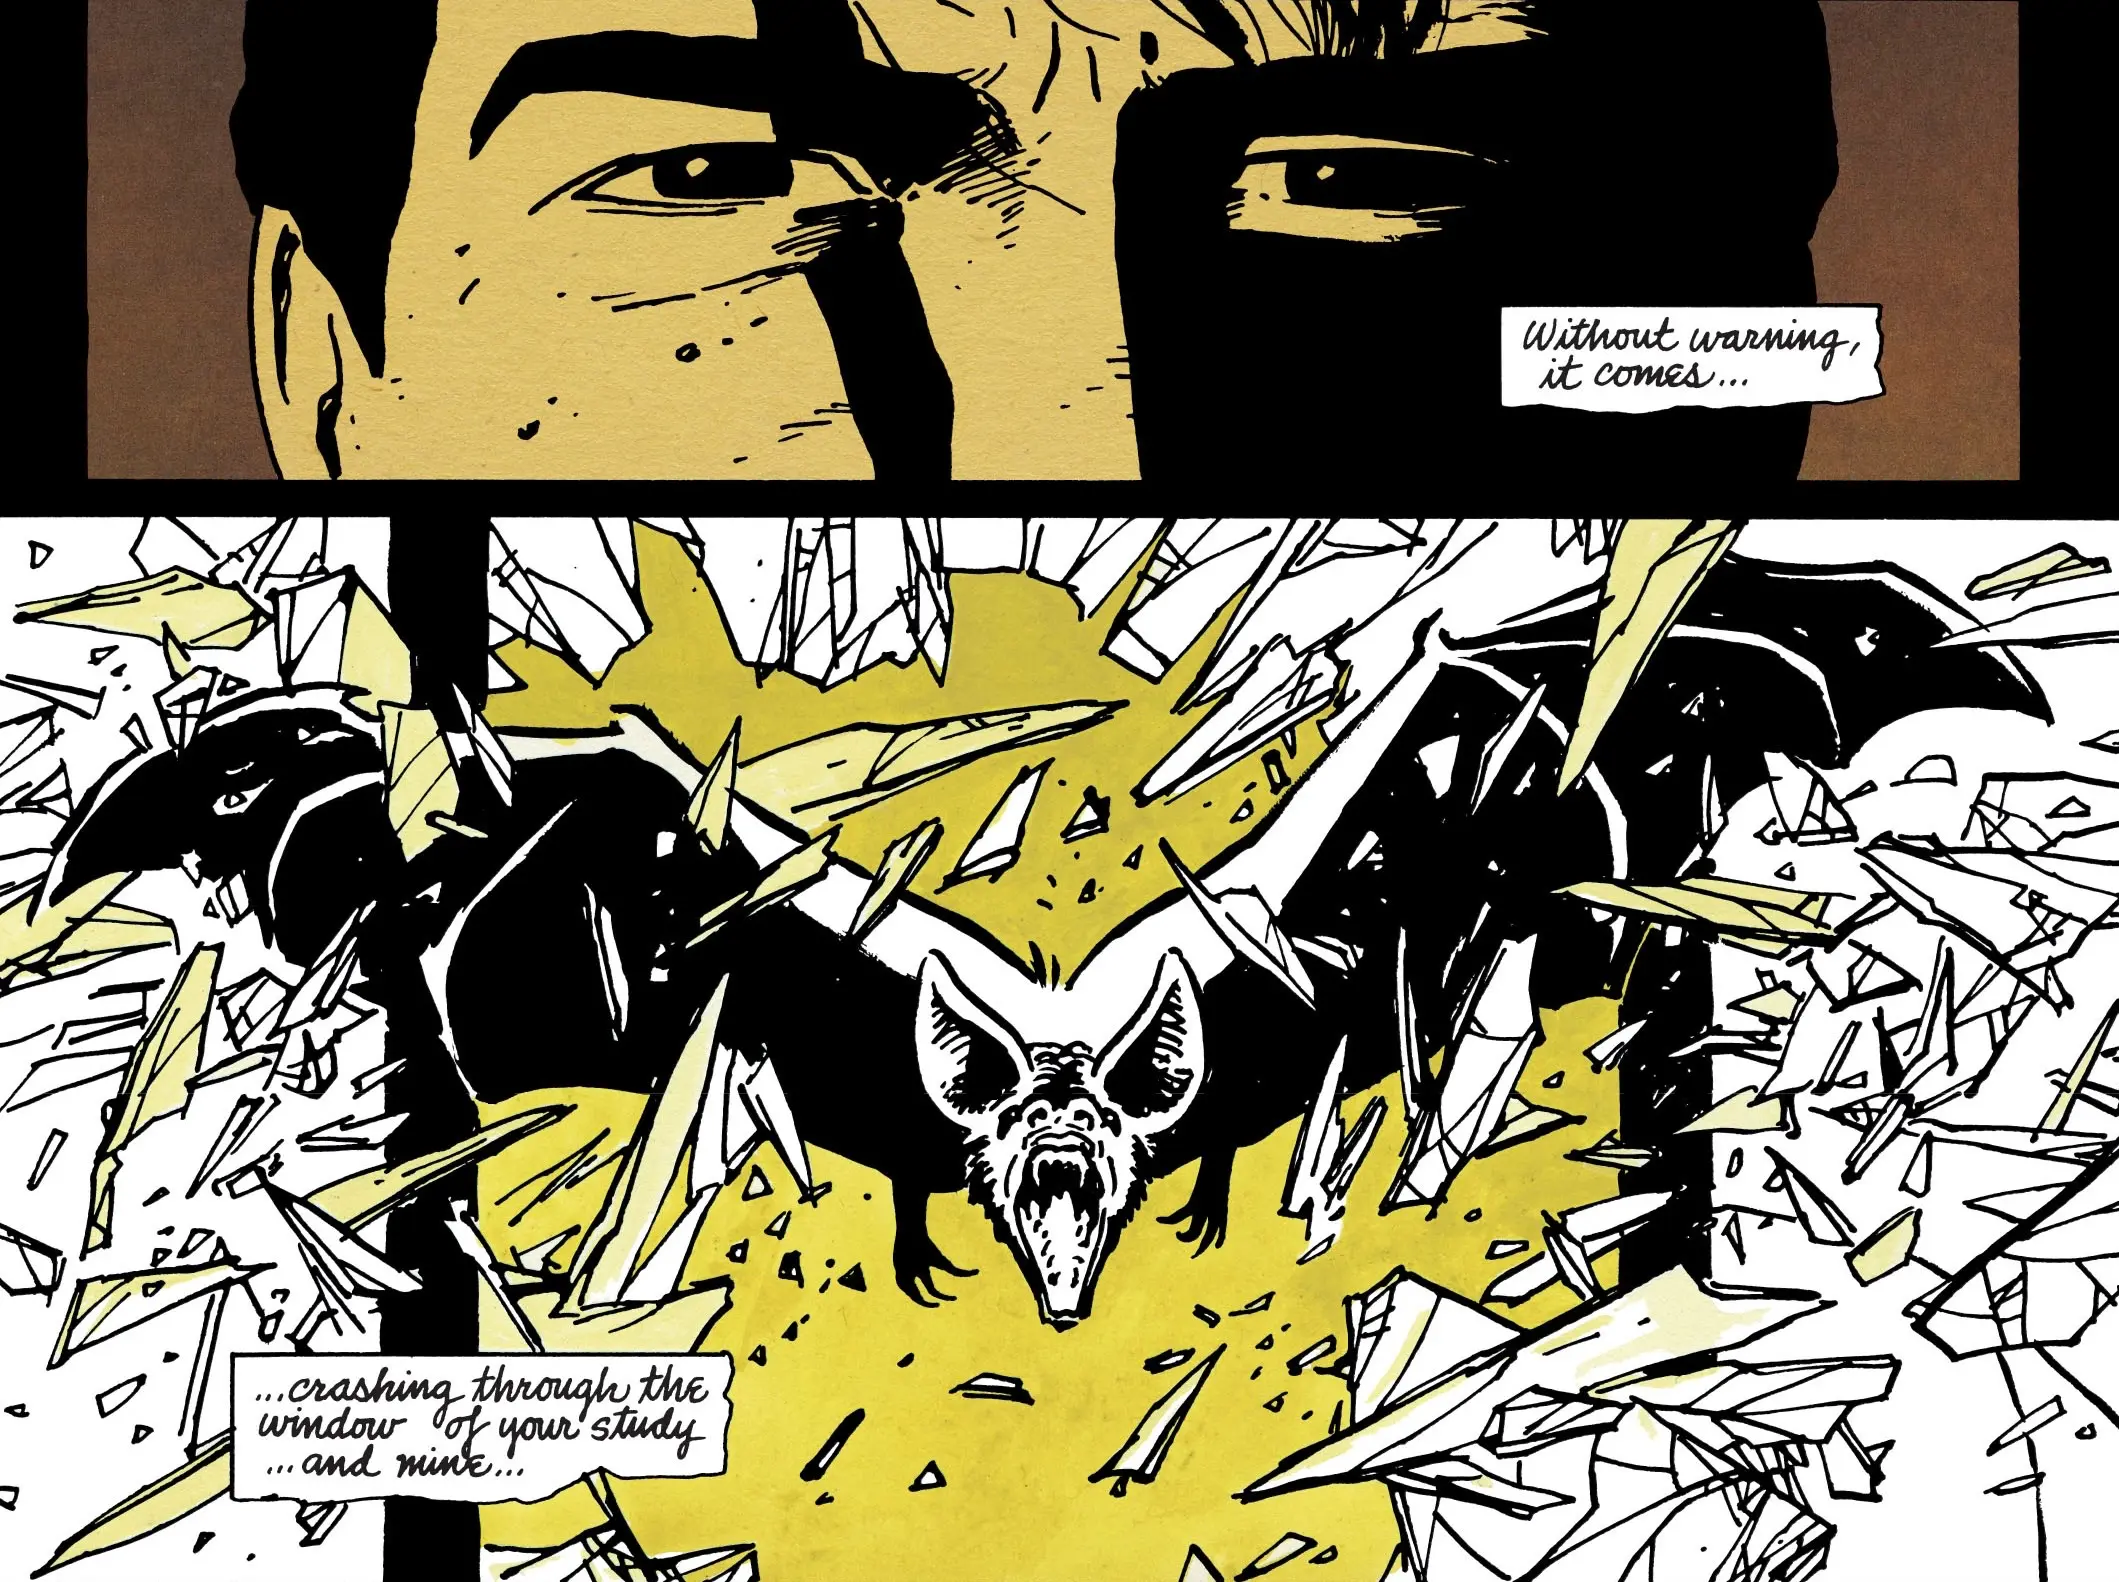 Without warning,
it comes...
...crashing through the
window of your study
...and mine...